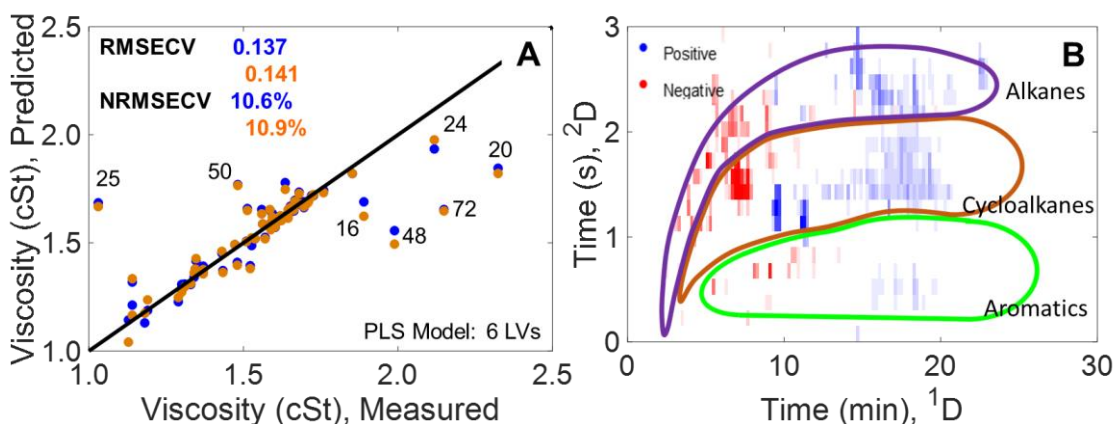 2.5
2.0
1.5
1.0
1.0
1.5
2.0
2.5
Viscosity (cSt), Predicted
Viscosity (cSt), Measured
RMSECV 0.137
0.141
NRMSECV 10.6%
10.9%
A
25
50
24
20
16
48
72
PLS Model: 6 LVs
3
2
1
0
0
10
20
30
Time (s), ²D
Time (min), ¹D
Positive
Negative
B
Alkanes
Cycloalkanes
Aromatics